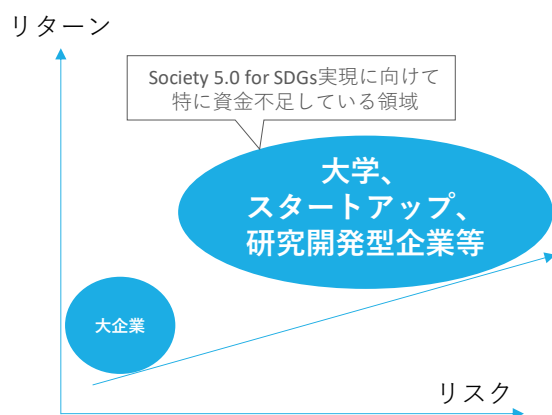 リターン
Society 5.0 for SDGs実現に向けて
特に資金不足している領域
大学、
スタートアップ、
研究開発型企業等
大企業
リスク